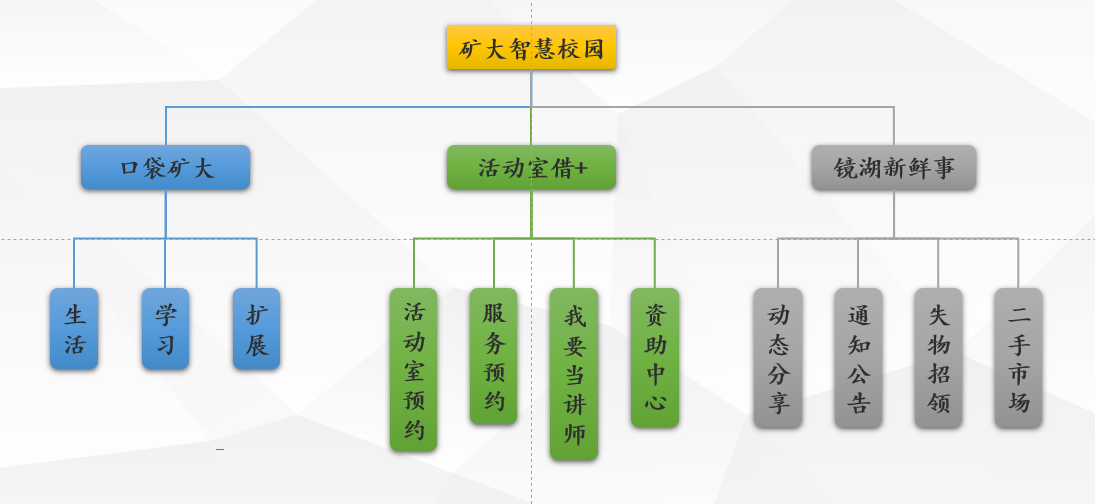 矿大智慧校园
口袋矿大
活动室借+
镜湖新鲜事
生活
学习
扩展
活动室预约
服务预约
我要当讲师
资助中心
动态分享
通知公告
失物招领
二手市场